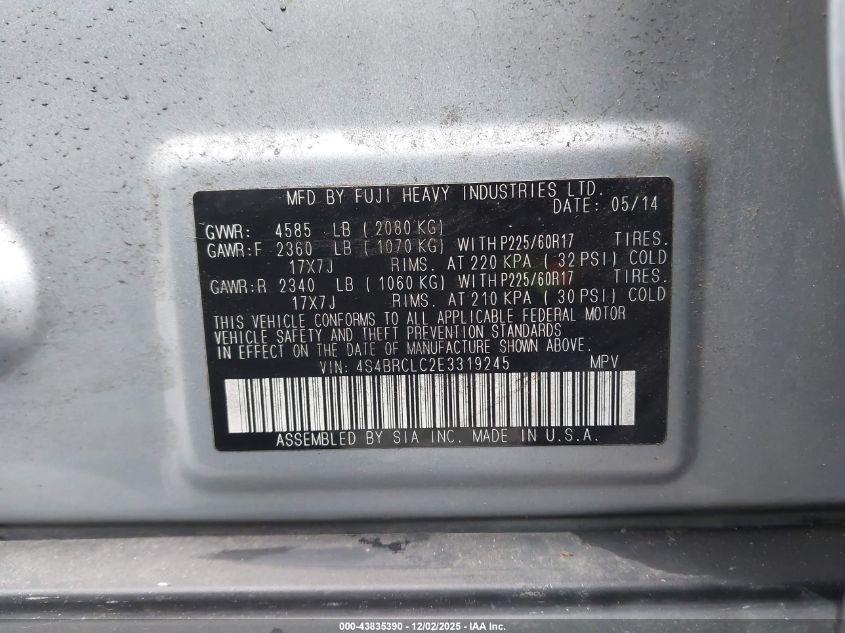 MFD BY FUJI HEAVY INDUSTRIES LTD.
DATE: 05/14
GVWR: 4585 LB ( 2080 KG)
GAWR:F 2360 LB ( 1070 KG) WITH P225/60R17 TIRES.
17X7J RIMS. AT 220 KPA ( 32 PSI) COLD
GAWR:R 2340 LB ( 1060 KG) WITH P225/60R17 TIRES.
17X7J RIMS. AT 210 KPA ( 30 PSI) COLD
THIS VEHICLE CONFORMS TO ALL APPLICABLE FEDERAL MOTOR
VEHICLE SAFETY AND THEFT PREVENTION STANDARDS
IN EFFECT ON THE DATE OF MANUFACTURE SHOWN ABOVE.
VIN: 4S4BRCLC2E3319245 MPV
ASSEMBLED BY SIA INC. MADE IN U.S.A.
000-43835390 - 12/02/2025 - IAA Inc.